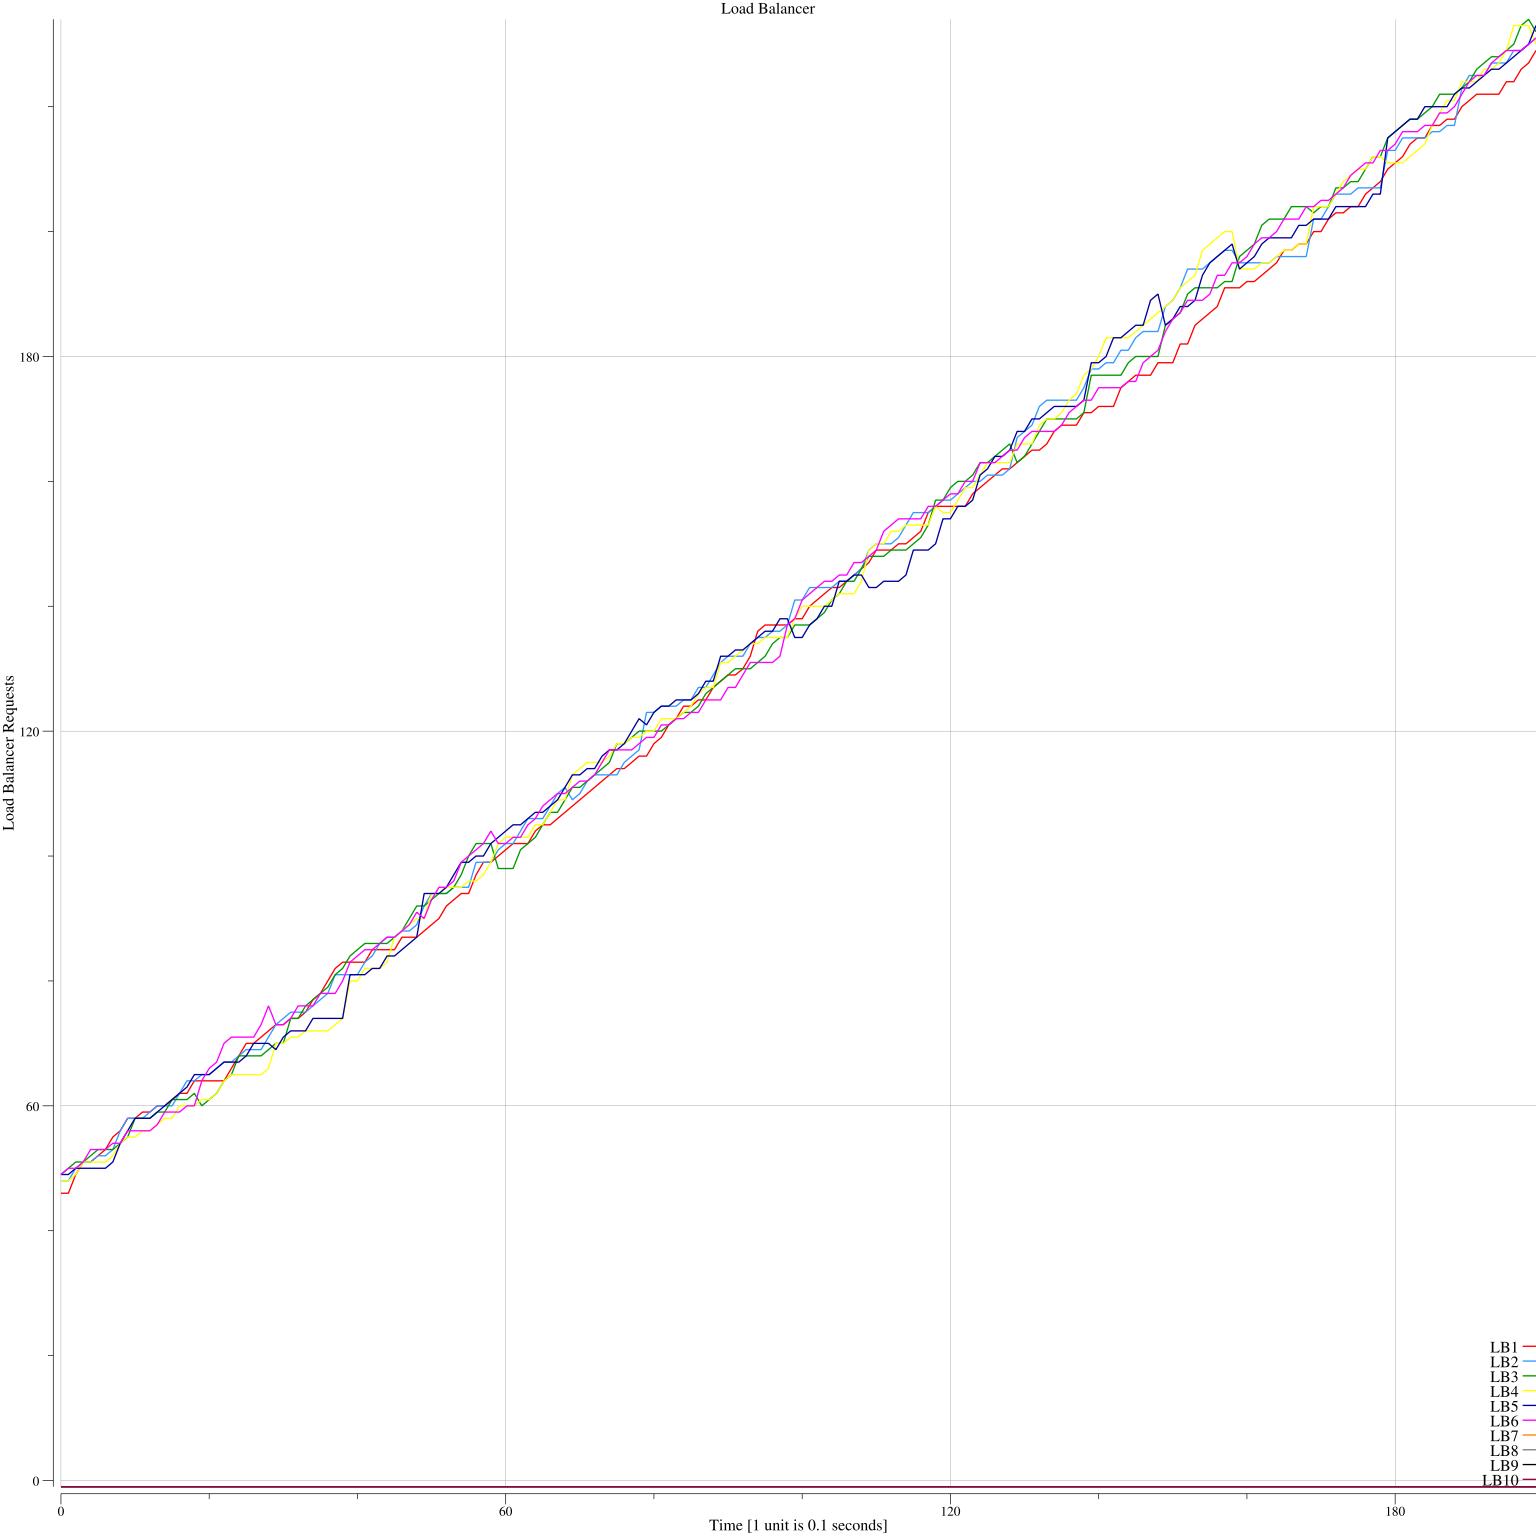 Load Balancer
Load Balancer Requests
180
120
60
0
0
60
120
180
Time [1 unit is 0.1 seconds]
LB1
LB2
LB3
LB4
LB5
LB6
LB7
LB8
LB9
LB10